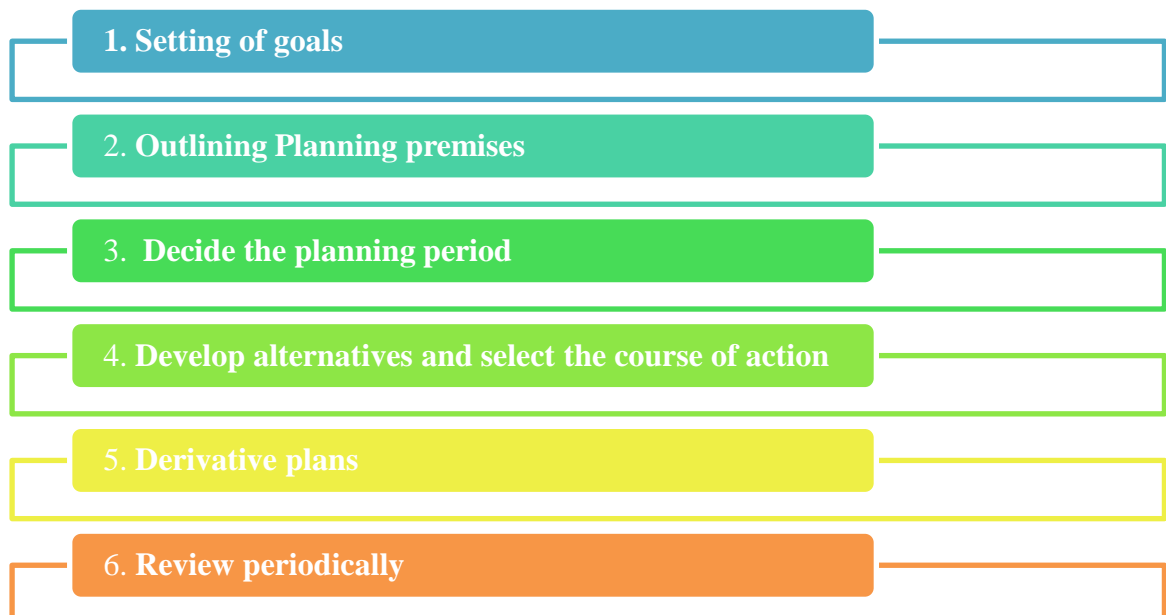 1. Setting of goals
2. Outlining Planning premises
3. Decide the planning period
4. Develop alternatives and select the course of action
5. Derivative plans
6. Review periodically